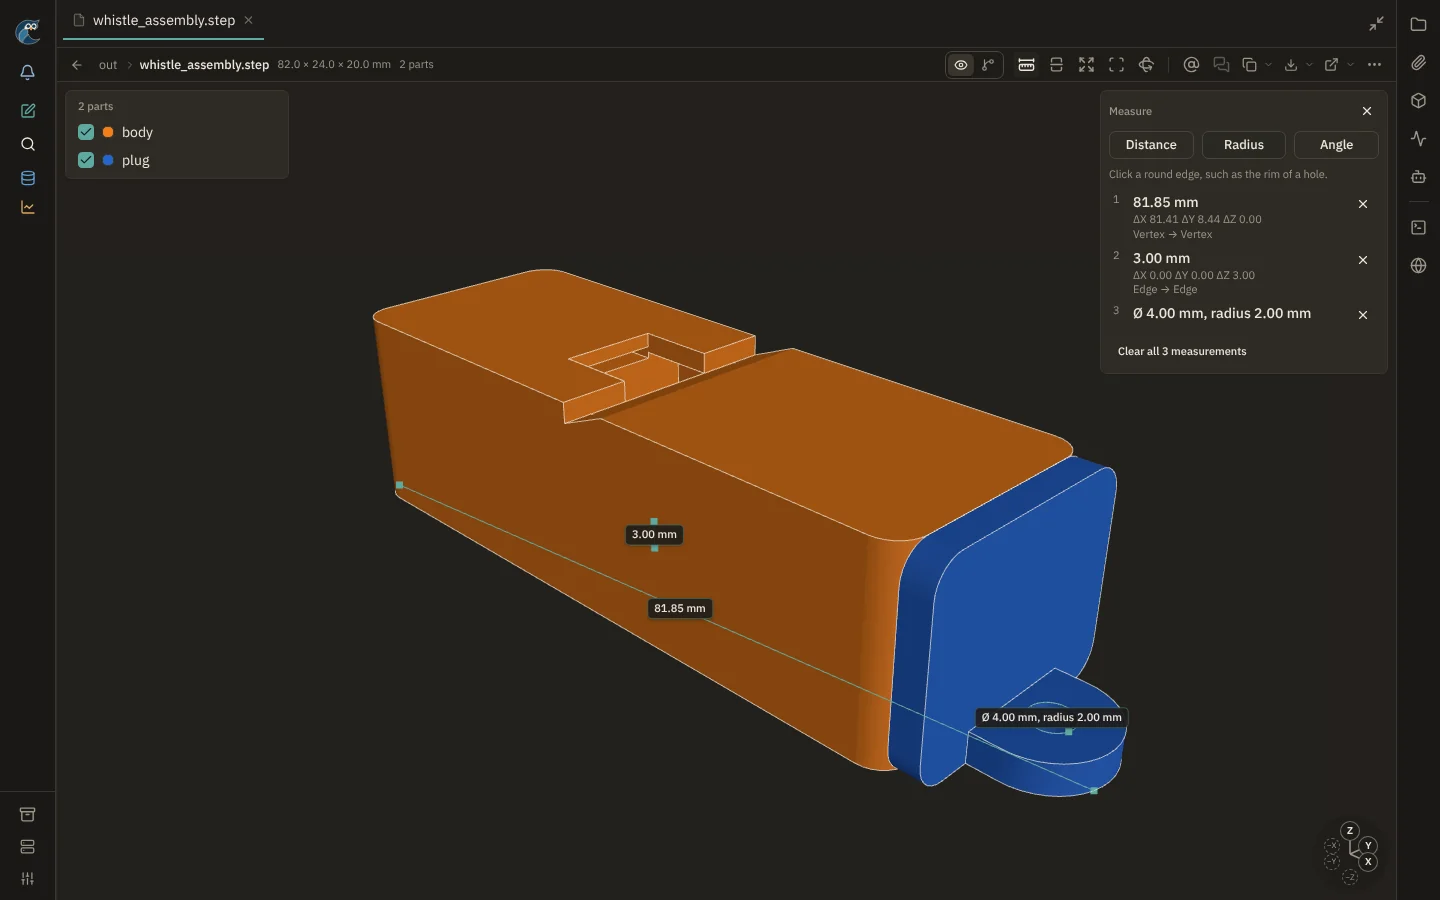 whistle_assembly.step
out
whistle_assembly.step 82.0 × 24.0 × 20.0 mm 2 parts
2 parts
body
plug
Measure
Distance Radius Angle
Click a round edge, such as the rim of a hole.
1 81.85 mm
ΔX 81.41 ΔY 8.44 ΔZ 0.00
Vertex → Vertex
2 3.00 mm
ΔX 0.00 ΔY 0.00 ΔZ 3.00
Edge → Edge
3 Ø 4.00 mm, radius 2.00 mm
Clear all 3 measurements
3.00 mm
81.85 mm
Ø 4.00 mm, radius 2.00 mm
Z
-X Y
-Y X
-Z